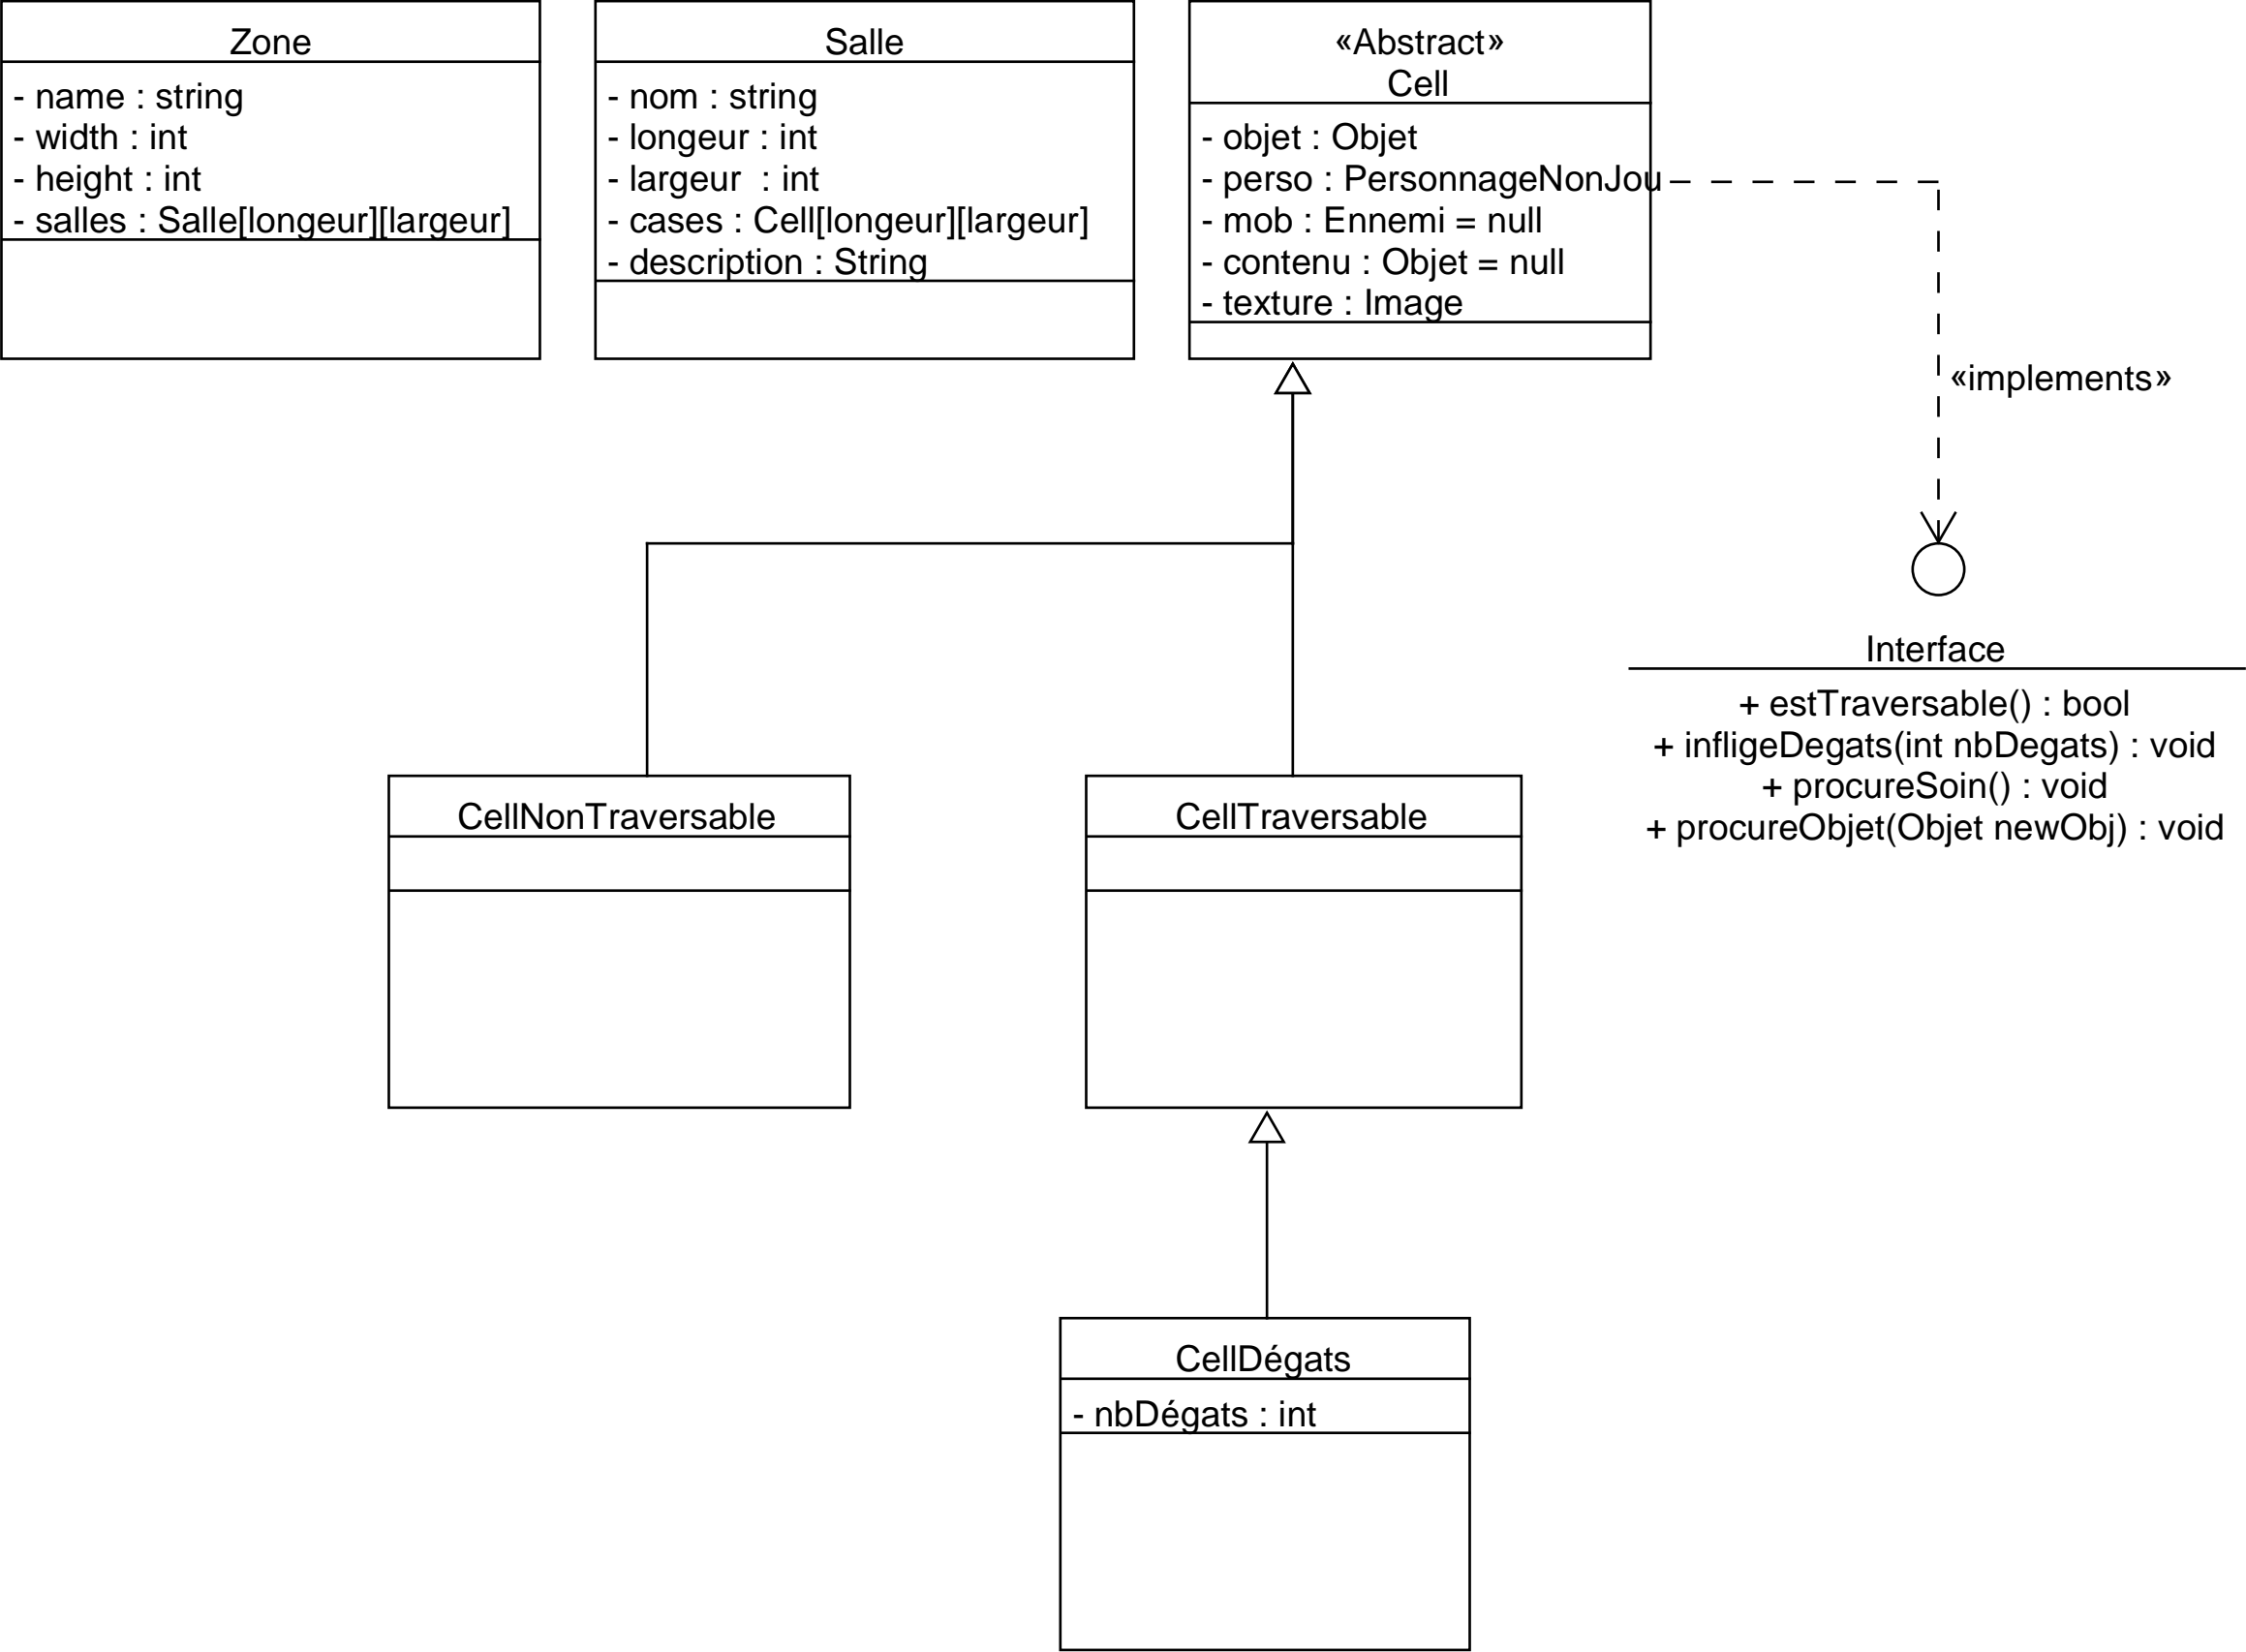 Zone
- name : string
- width : int
- height : int
- salles : Salle[longeur][largeur]
Salle
- nom : string
- longeur : int
- largeur  : int
- cases : Cell[longeur][largeur]
- description : String
«Abstract»
Cell
- objet : Objet
- perso : PersonnageNonJou
- mob : Ennemi = null
- contenu : Objet = null
- texture : Image
«implements»
Interface
+ estTraversable() : bool
+ infligeDegats(int nbDegats) : void
+ procureSoin() : void
+ procureObjet(Objet newObj) : void
CellNonTraversable
CellTraversable
CellDégats
- nbDégats : int